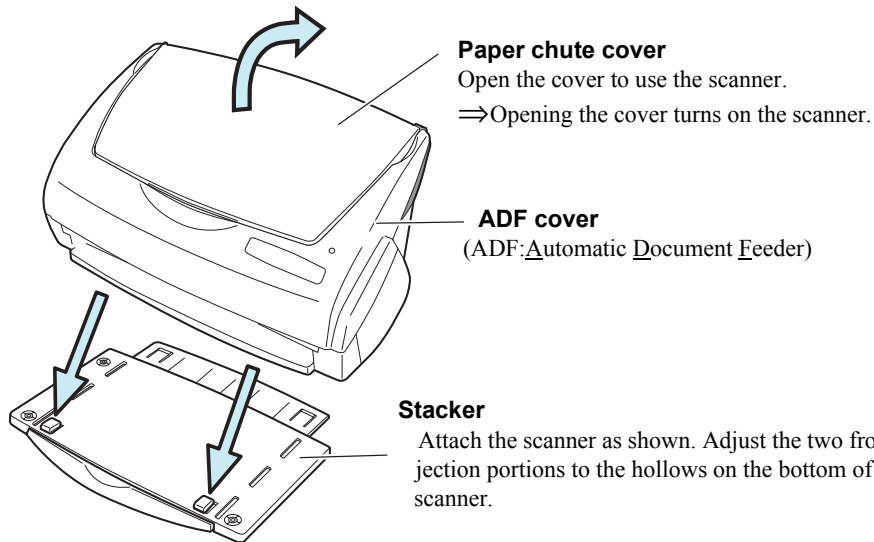 Paper chute cover
Open the cover to use the scanner.
⇒Opening the cover turns on the scanner.
ADF cover
(ADF:Automatic Document Feeder)
Stacker
Attach the scanner as shown. Adjust the two
jection portions to the hollows on the bottom of
scanner.